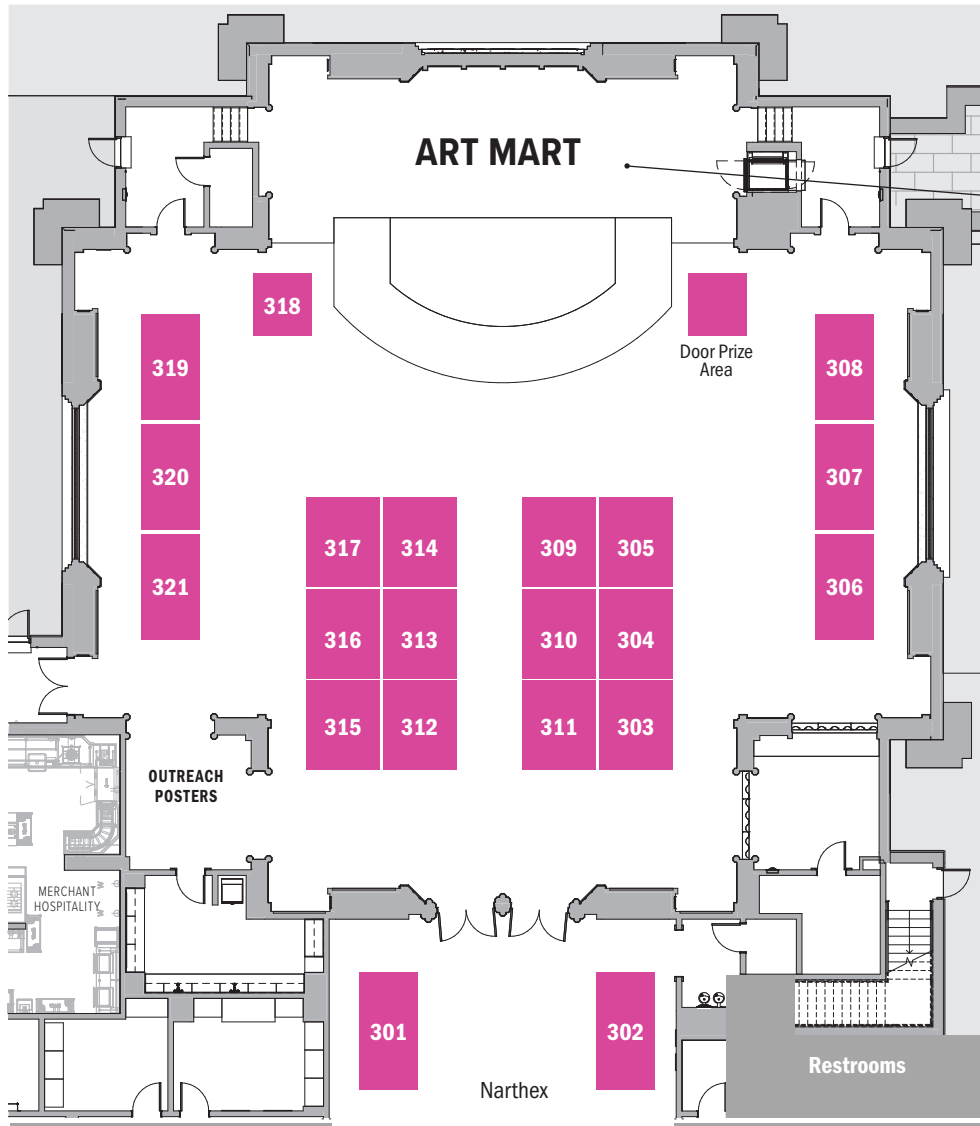 ART MART
318
Door Prize
Area
319
308
320
307
317
314
309
305
321
306
316
313
310
304
315
312
311
303
OUTREACH
POSTERS
MERCHANT
HOSPITALITY
301
302
Restrooms
Narthex